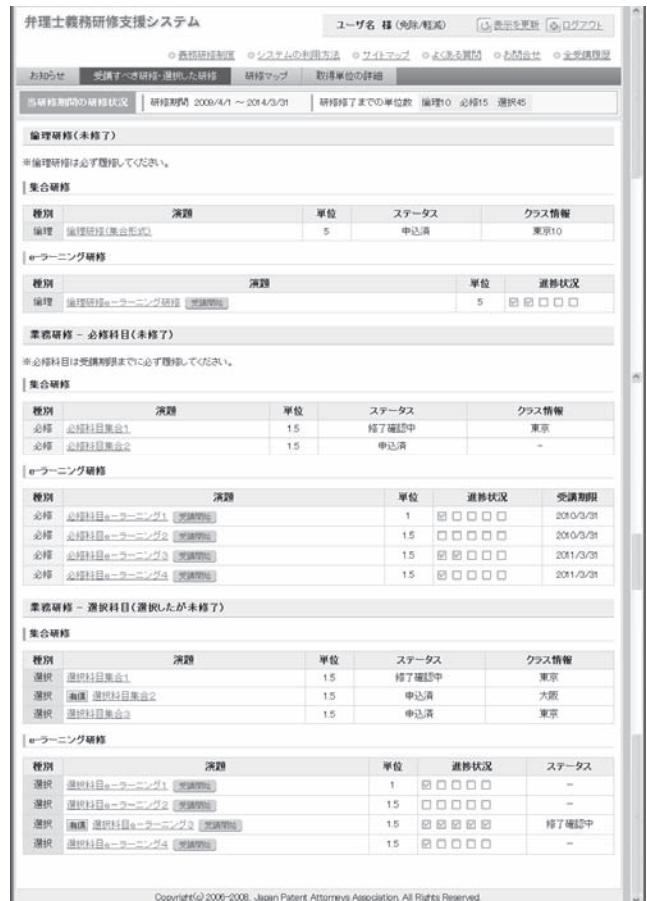 弁理士義務研修支援システム
ユーザ名 様 (免除/軽減) 表示を更新 ログアウト
義務研修制度 システムの利用方法 サイトマップ よくある質問 お問合せ 全受講履歴
お知らせ 受講すべき研修・選択した研修 研修マップ 取得単位の詳細
当研修期間の研修状況 研修期間 2009/4/1 ～ 2014/3/31 研修修了までの単位数 倫理10 必修15 選択45
倫理研修(未修了)
※倫理研修は必ず履修してください。
集合研修
種別 演題 単位 ステータス クラス情報
倫理 倫理研修(集合形式) 5 申込済 東京10
e-ラーニング研修
種別 演題 単位 進捗状況
倫理 倫理研修e-ラーニング研修 受講開始 5
業務研修 - 必修科目(未修了)
※必修科目は受講期限までに必ず履修してください。
集合研修
種別 演題 単位 ステータス クラス情報
必修 必修科目集合1 1.5 修了確認中 東京
必修 必修科目集合2 1.5 申込済 -
e-ラーニング研修
種別 演題 単位 進捗状況 受講期限
必修 必修科目e-ラーニング1 受講開始 1 2010/3/31
必修 必修科目e-ラーニング2 受講開始 1.5 2010/3/31
必修 必修科目e-ラーニング3 受講開始 1.5 2011/3/31
必修 必修科目e-ラーニング4 受講開始 1.5 2011/3/31
業務研修 - 選択科目(選択したが未修了)
集合研修
種別 演題 単位 ステータス クラス情報
選択 選択科目集合1 1.5 修了確認中 東京
選択 有償 選択科目集合2 1.5 申込済 大阪
選択 選択科目集合3 1.5 申込済 東京
e-ラーニング研修
種別 演題 単位 進捗状況 ステータス
選択 選択科目e-ラーニング1 受講開始 1 -
選択 選択科目e-ラーニング2 受講開始 1.5 -
選択 有償 選択科目e-ラーニング3 受講開始 1.5 修了確認中
選択 選択科目e-ラーニング4 受講開始 1.5 -
Copyright(c) 2006-2008, Japan Patent Attorneys Association, All Rights Reserved.